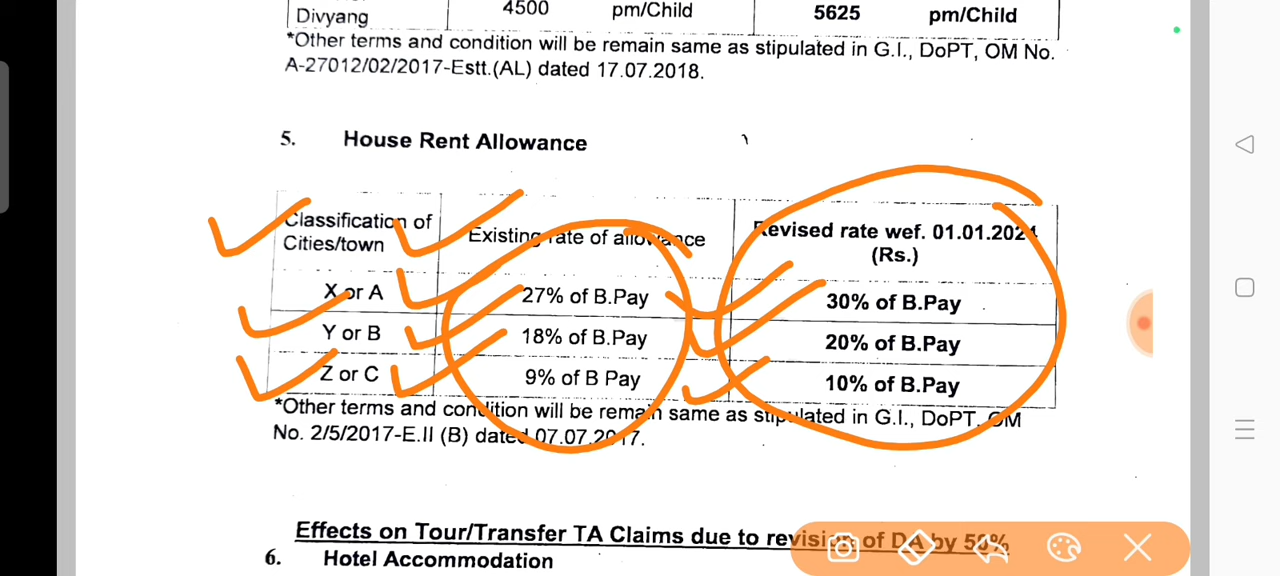 Divyang 4500 pm/Child 5625 pm/Child
*Other terms and condition will be remain same as stipulated in G.I., DoPT, OM No.
A-27012/02/2017-Estt.(AL) dated 17.07.2018.
5. House Rent Allowance
Classification of Cities/town
Existing rate of allowance
Revised rate wef. 01.01.2024 (Rs.)
X or A 27% of B.Pay 30% of B.Pay
Y or B 18% of B.Pay 20% of B.Pay
Z or C 9% of B Pay 10% of B.Pay
*Other terms and condition will be remain same as stipulated in G.I., DoPT, OM
No. 2/5/2017-E.II (B) dated 07.07.2017.
Effects on Tour/Transfer TA Claims due to revision of DA by 50%
6. Hotel Accommodation